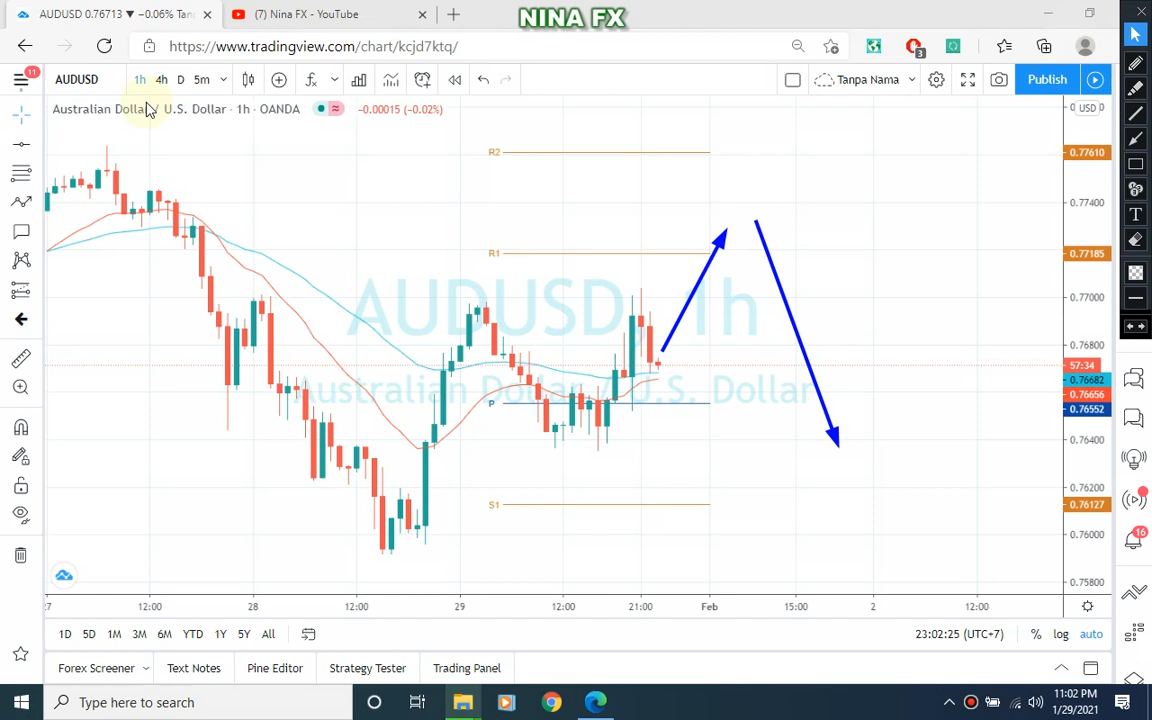 AUDUSD 0.76713 ▼ −0.06% Tan
(7) Nina FX - YouTube
NINA FX
https://www.tradingview.com/chart/kcjd7ktq/
3
11
AUDUSD
1h 4h D 5m
Tanpa Nama
Publish
Australian Dollar / U.S. Dollar · 1h · OANDA
−0.00015 (−0.02%)
USD
R2
0.77610
0.77400
R1
0.77185
AUDUSD, 1h
0.77000
0.76800
57:34
0.76682
Australian Dollar / U.S. Dollar
0.76656
P
0.76552
0.76400
0.76200
S1
0.76127
0.76000
0.75800
16
27 12:00 28 12:00 29 12:00 21:00 Feb 15:00 2 12:00
1D 5D 1M 3M 6M YTD 1Y 5Y All
23:02:25 (UTC+7) % log auto
Forex Screener Text Notes Pine Editor Strategy Tester Trading Panel
Type here to search
11:02 PM
1/29/2021